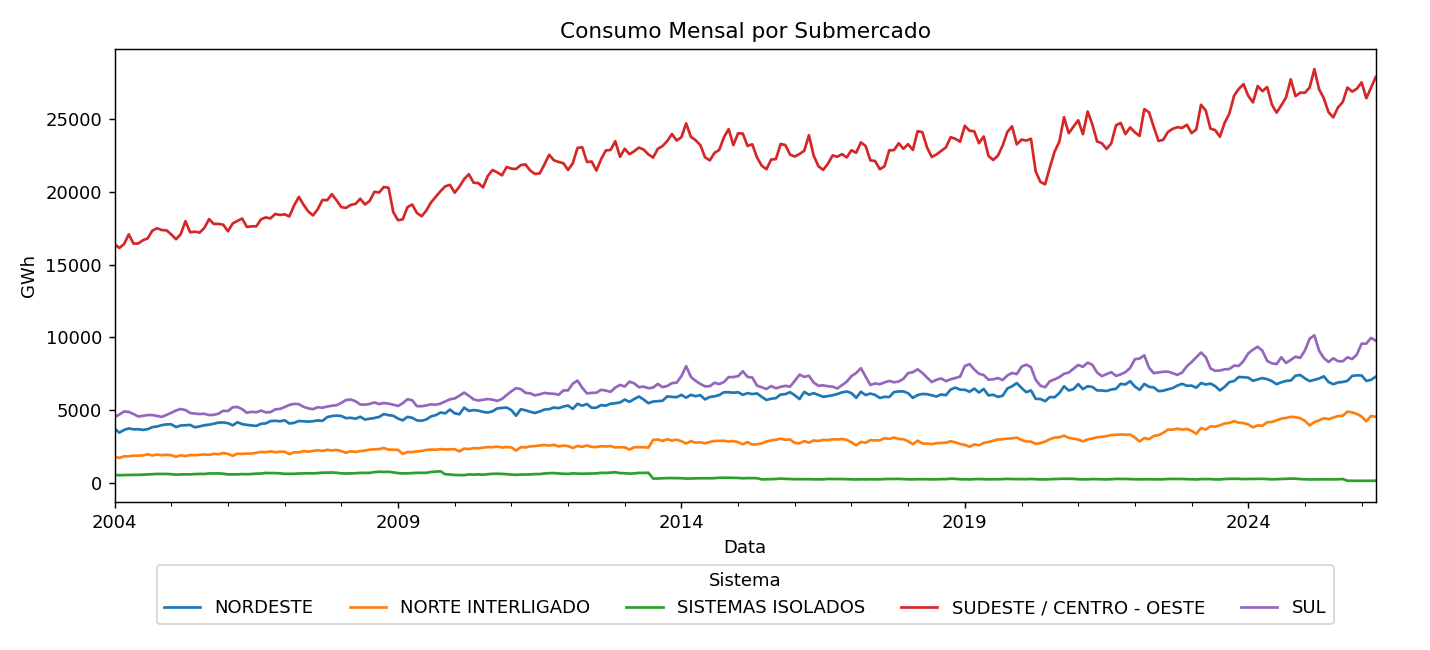 Consumo Mensal por Submercado
GWh
25000
20000
15000
10000
5000
0
2004 2009 2014 2019 2024
Data
Sistema
NORDESTE NORTE INTERLIGADO SISTEMAS ISOLADOS SUDESTE / CENTRO - OESTE SUL